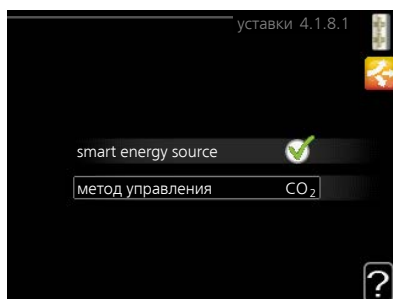 уставки 4.1.8.1
smart energy source
метод управления CO₂
?